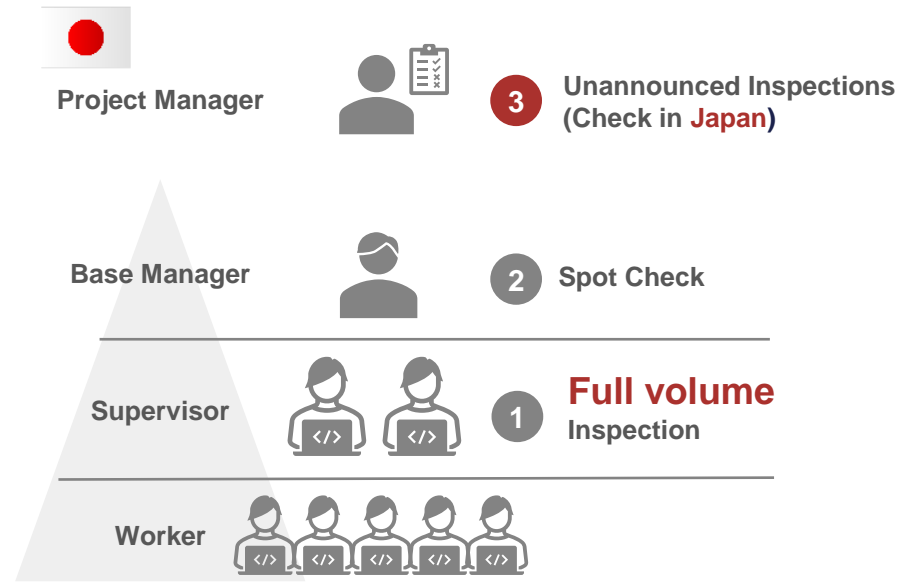 Project Manager
3
Unannounced Inspections
(Check in Japan)
Base Manager
2
Spot Check
Supervisor
</>
</>
1
Full volume
Inspection
Worker
</>
</>
</>
</>
</>